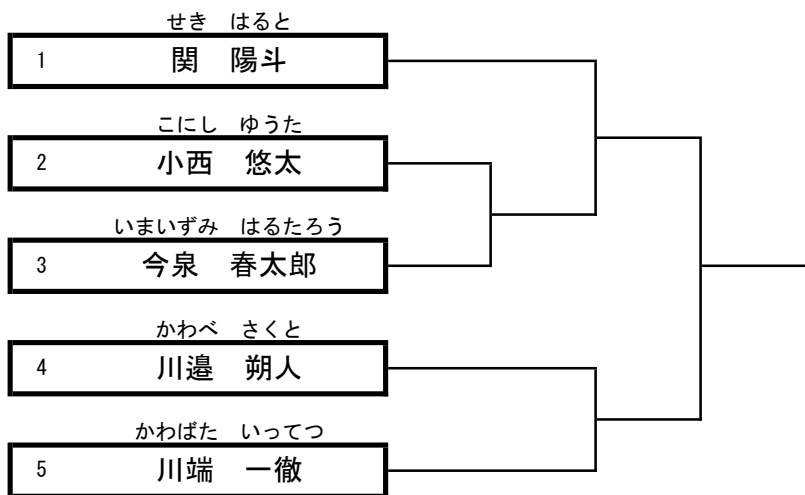 せき はると
1 関 陽斗
こにし ゆうた
2 小西 悠太
いまいずみ はるたろう
3 今泉 春太郎
かわべ さくと
4 川邉 朔人
かわばた いってつ
5 川端 一徹